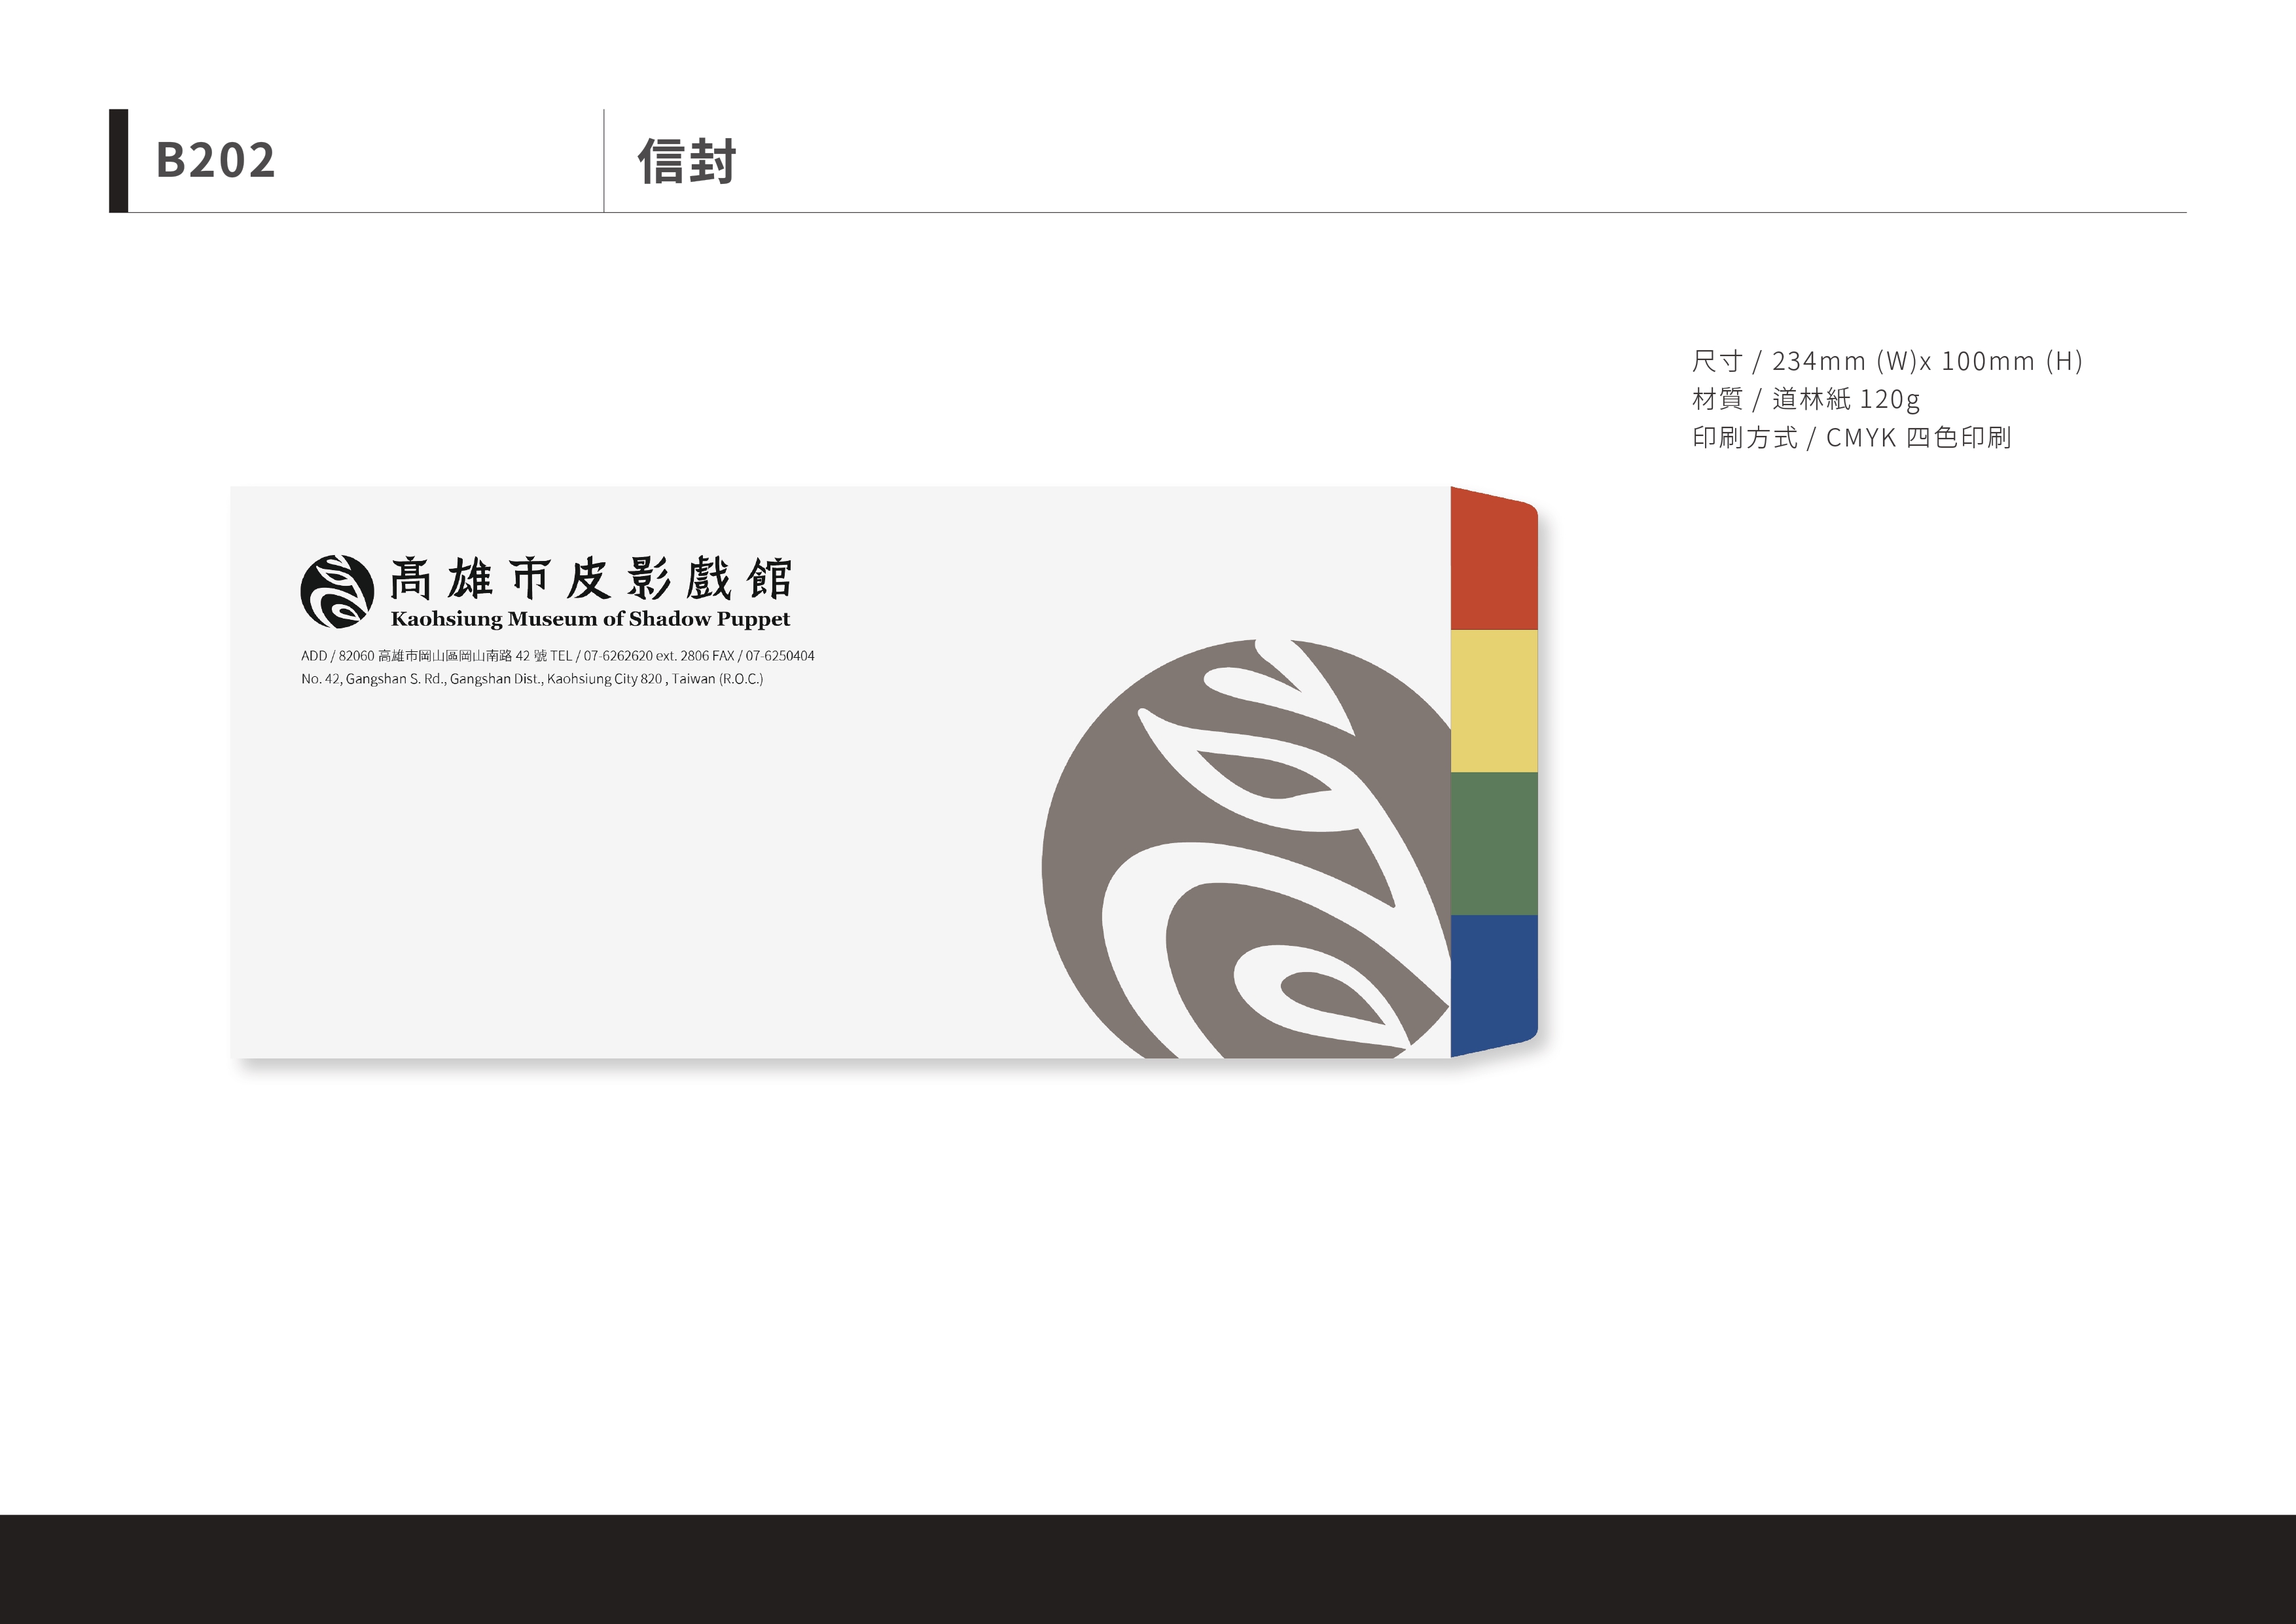 B202
信封
尺寸 / 234mm (W)x 100mm (H)
材質 / 道林紙 120g
印刷方式 / CMYK 四色印刷
高雄市皮影戲館
Kaohsiung Museum of Shadow Puppet
ADD / 82060 高雄市岡山區岡山南路 42 號 TEL / 07-6262620 ext. 2806 FAX / 07-6250404
No. 42, Gangshan S. Rd., Gangshan Dist., Kaohsiung City 820 , Taiwan (R.O.C.)